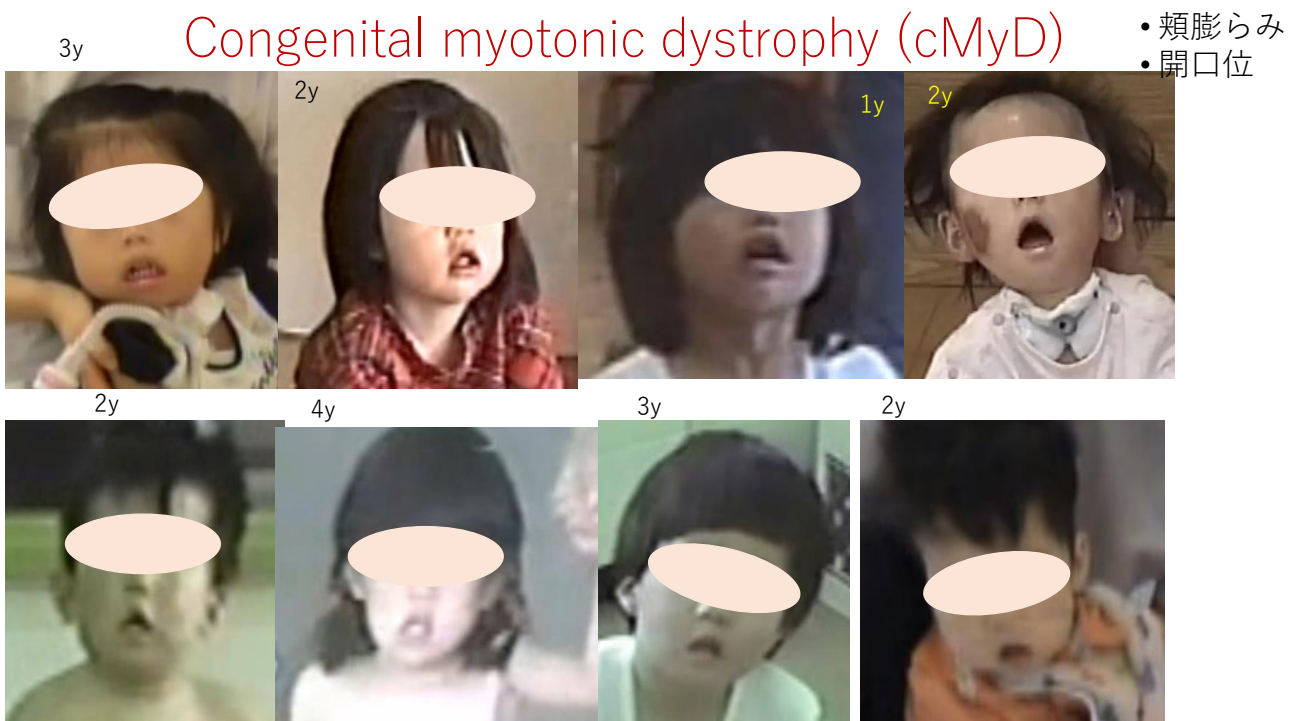 Congenital myotonic dystrophy (cMyD)
• 頬膨らみ
• 開口位
3y
2y
1y
2y
2y
4y
3y
2y